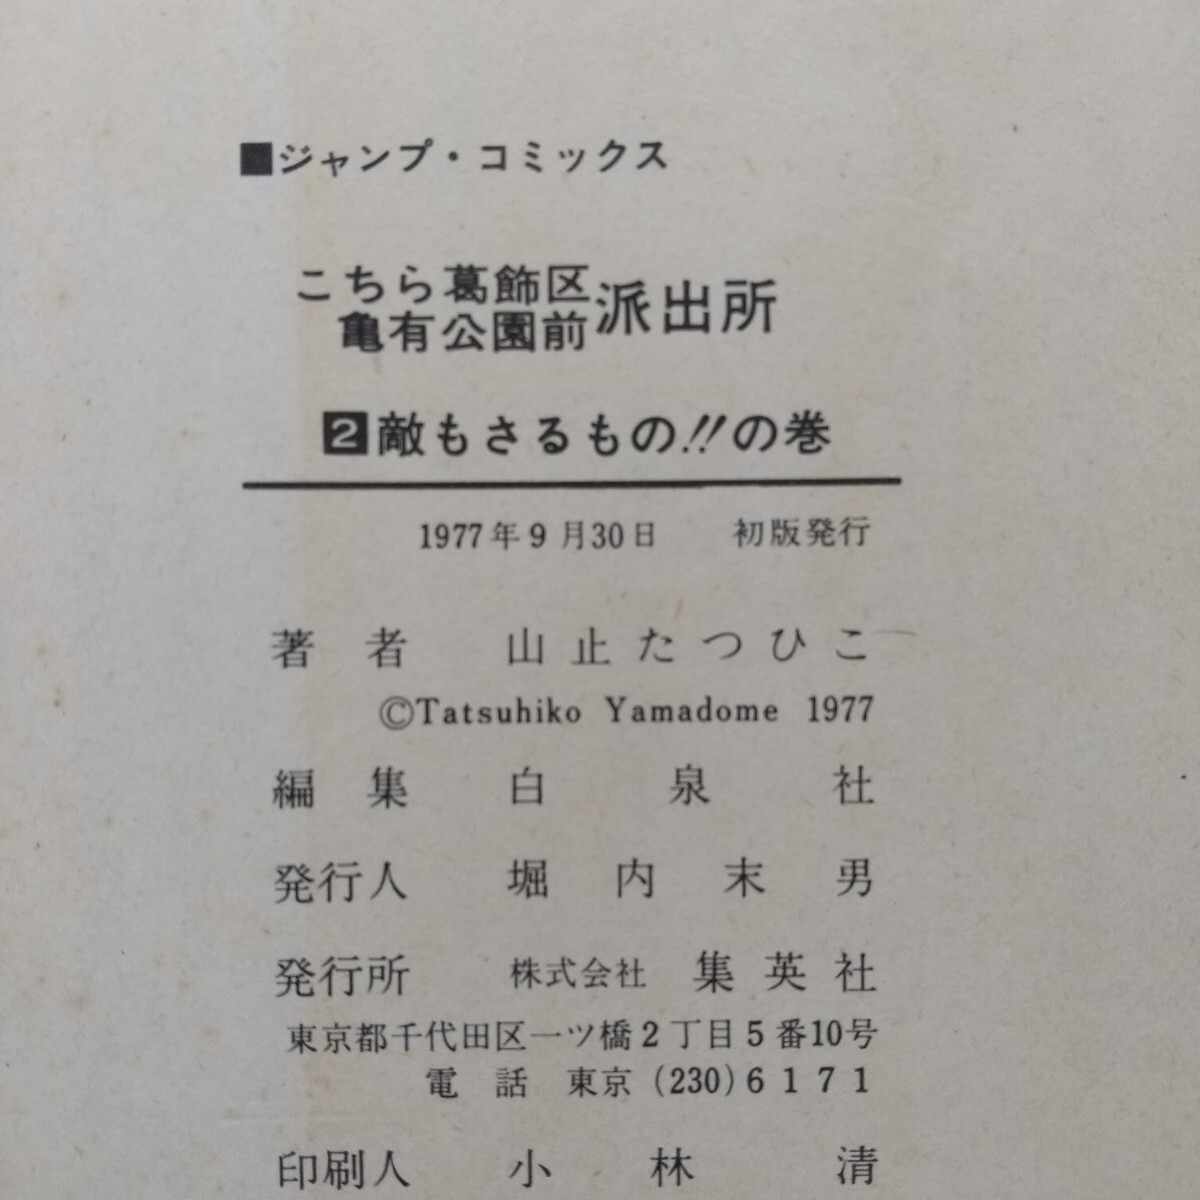 ■ジャンプ・コミックス
こちら葛飾区
亀有公園前
派出所
2敵もさるもの!!の巻
1977年9月30日 初版発行
著者 山止たつひこ
©Tatsuhiko Yamadome 1977
編集 白泉社
発行人 堀内末男
発行所 株式会社 集英社
東京都千代田区一ツ橋2丁目5番10号
電話 東京 (230)6171
印刷人 小林清